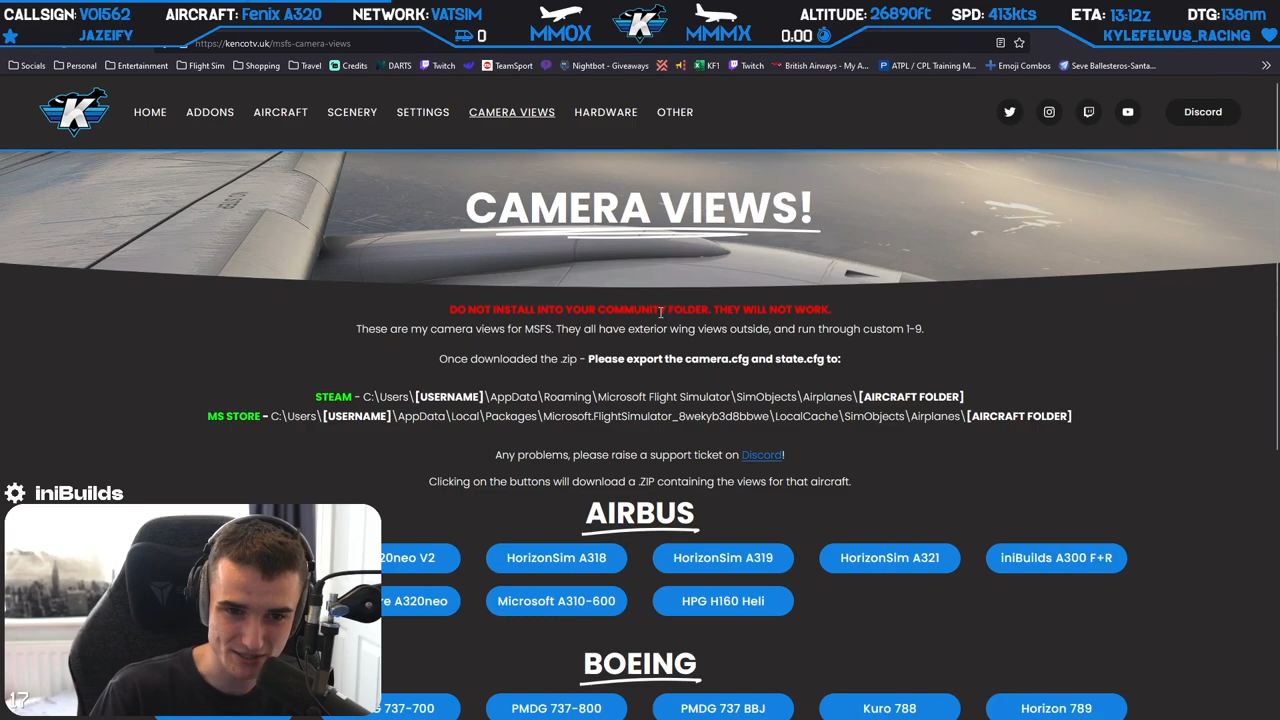 CALLSIGN: VOI562 AIRCRAFT: Fenix A320 NETWORK: VATSIM ALTITUDE: 26890ft SPD: 413kts ETA: 13:12z DTG: 138nm
JAZEIFY 0 MMOX K MMMX 0.00 KYLEFELVUS_RACING
https://kencotv.uk/msfs-camera-views
Socials Personal Entertainment Flight Sim Shopping Travel Credits DARTS Twitch TeamSport Nightbot - Giveaways KF1 Twitch British Airways - My A... ATPL / CPL Training M... Emoji Combos Seve Ballesteros-Santa...
K HOME ADDONS AIRCRAFT SCENERY SETTINGS CAMERA VIEWS HARDWARE OTHER Discord
CAMERA VIEWS!
DO NOT INSTALL INTO YOUR COMMUNITY FOLDER. THEY WILL NOT WORK.
These are my camera views for MSFS. They all have exterior wing views outside, and run through custom 1-9.
Once downloaded the .zip - Please export the camera.cfg and state.cfg to:
STEAM - C:\Users\[USERNAME]\AppData\Roaming\Microsoft Flight Simulator\SimObjects\Airplanes\[AIRCRAFT FOLDER]
MS STORE - C:\Users\[USERNAME]\AppData\Local\Packages\Microsoft.FlightSimulator_8wekyb3d8bbwe\LocalCache\SimObjects\Airplanes\[AIRCRAFT FOLDER]
Any problems, please raise a support ticket on Discord!
Clicking on the buttons will download a .ZIP containing the views for that aircraft.
iniBuilds
AIRBUS
20neo V2 HorizonSim A318 HorizonSim A319 HorizonSim A321 iniBuilds A300 F+R
re A320neo Microsoft A310-600 HPG H160 Heli
BOEING
737-700 PMDG 737-800 PMDG 737 BBJ Kuro 788 Horizon 789
17